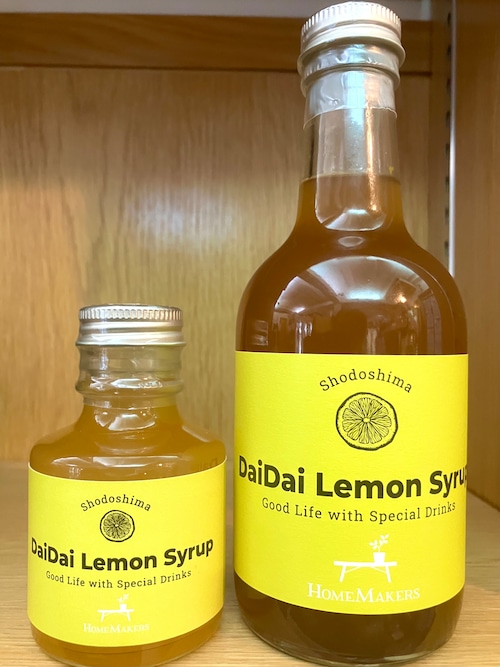 Shodoshima
DaiDai Lemon Syrup
Good Life with Special Drinks
HOMEMAKERS
Shodoshima
DaiDai Lemon Syrup
Good Life with Special Drinks
HOMEMAKERS